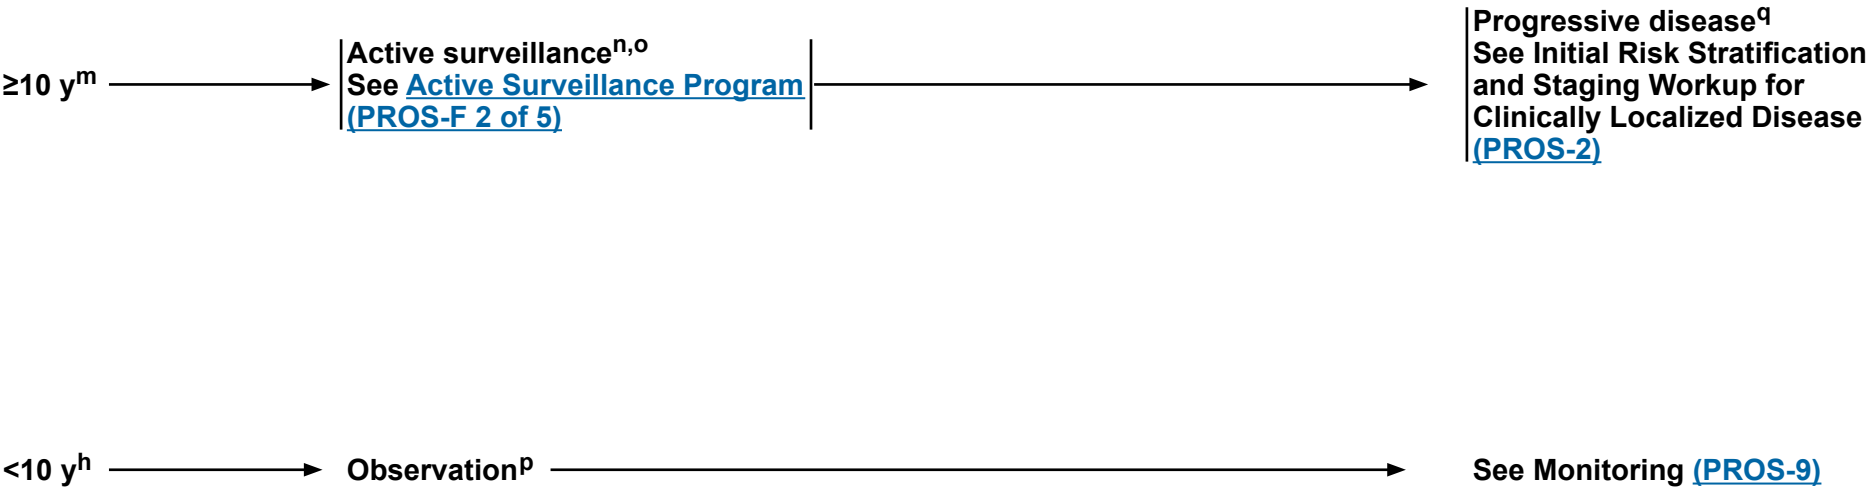 ≥10 yᵐ
Active surveillanceⁿ,ᵒ
See Active Surveillance Program
(PROS-F 2 of 5)
Progressive disease𐞥
See Initial Risk Stratification
and Staging Workup for
Clinically Localized Disease
(PROS-2)
<10 yʰ
Observationᵖ
See Monitoring (PROS-9)